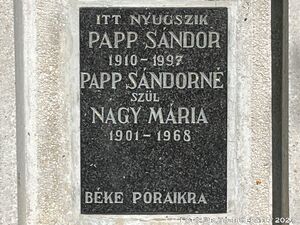 ITT NYUGSZIK
PAPP SÁNDOR
1910-1997
PAPP SÁNDORNÉ
SZÜL
NAGY MÁRIA
1901-1968
BÉKE PORAIKRA